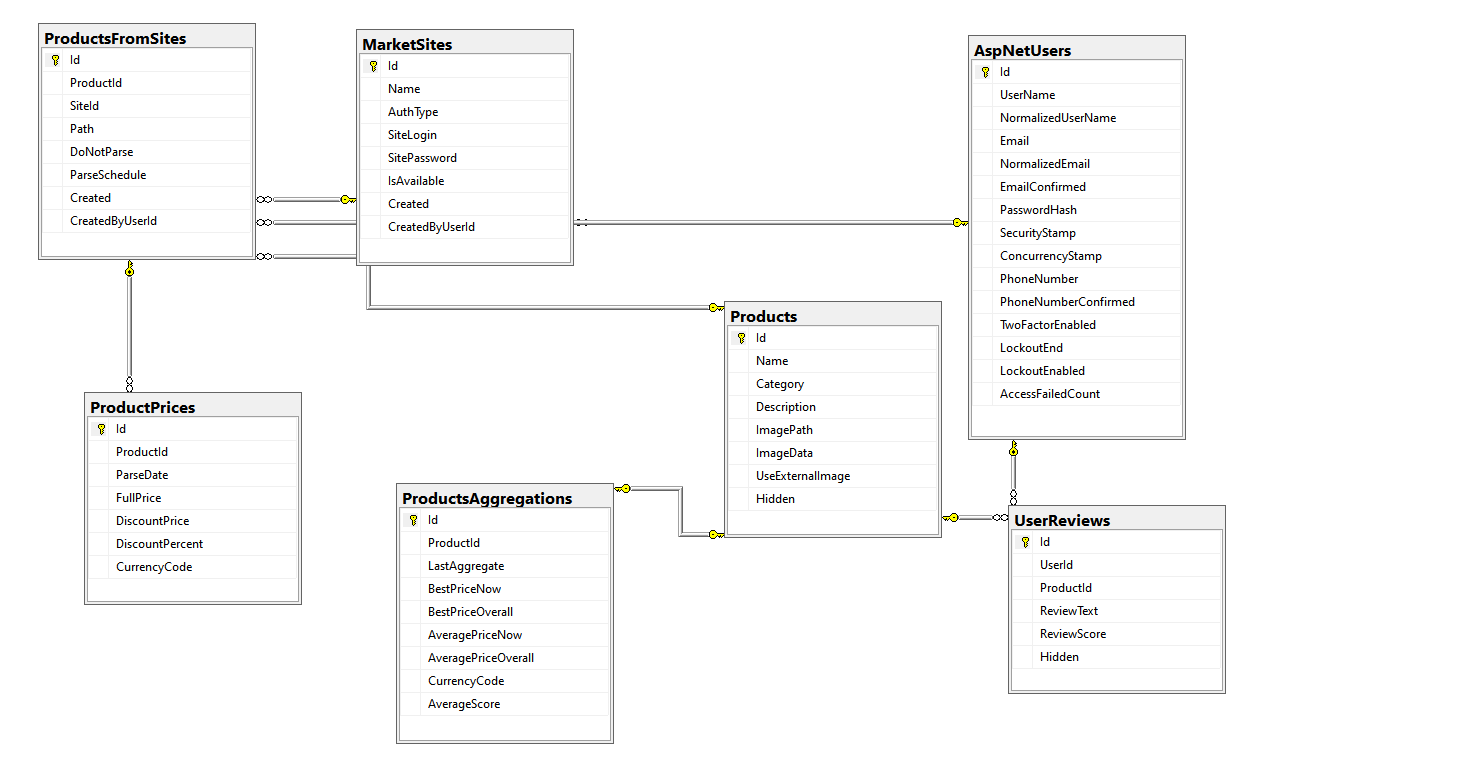 ProductsFromSites
Id
ProductId
SiteId
Path
DoNotParse
ParseSchedule
Created
CreatedByUserId
MarketSites
Id
Name
AuthType
SiteLogin
SitePassword
IsAvailable
Created
CreatedByUserId
AspNetUsers
Id
UserName
NormalizedUserName
Email
NormalizedEmail
EmailConfirmed
PasswordHash
SecurityStamp
ConcurrencyStamp
PhoneNumber
PhoneNumberConfirmed
TwoFactorEnabled
LockoutEnd
LockoutEnabled
AccessFailedCount
Products
Id
Name
Category
Description
ImagePath
ImageData
UseExternalImage
Hidden
ProductPrices
Id
ProductId
ParseDate
FullPrice
DiscountPrice
DiscountPercent
CurrencyCode
ProductsAggregations
Id
ProductId
LastAggregate
BestPriceNow
BestPriceOverall
AveragePriceNow
AveragePriceOverall
CurrencyCode
AverageScore
UserReviews
Id
UserId
ProductId
ReviewText
ReviewScore
Hidden